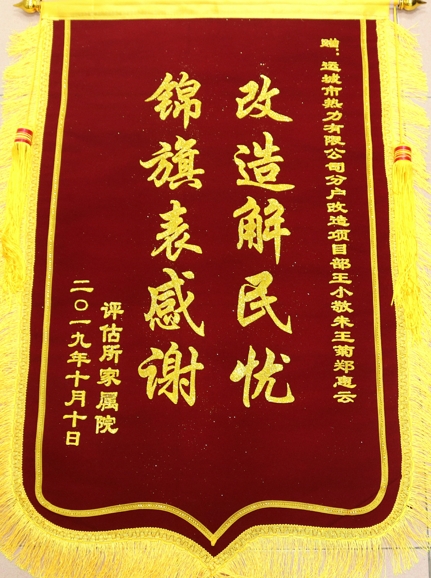 赠：运城市热力有限公司分户改造项目部王小敬朱王菊郑惠云
改造解民忧
锦旗表感谢
评估所家属院
二〇一九年十月十日